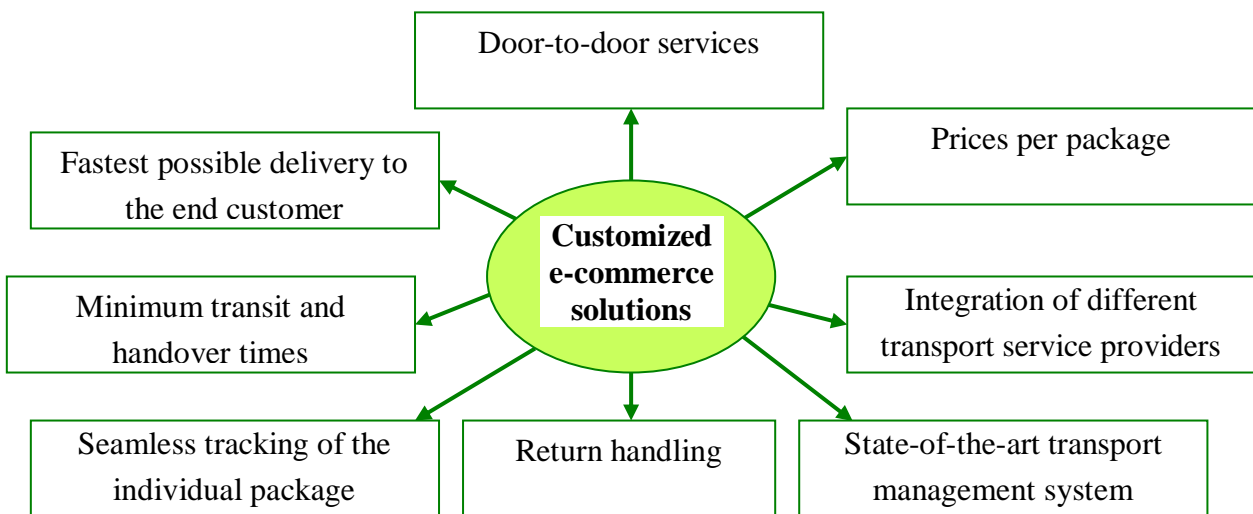 Door-to-door services
Prices per package
Fastest possible delivery to
the end customer
Customized
e-commerce
solutions
Minimum transit and
handover times
Integration of different
transport service providers
Seamless tracking of the
individual package
Return handling
State-of-the-art transport
management system